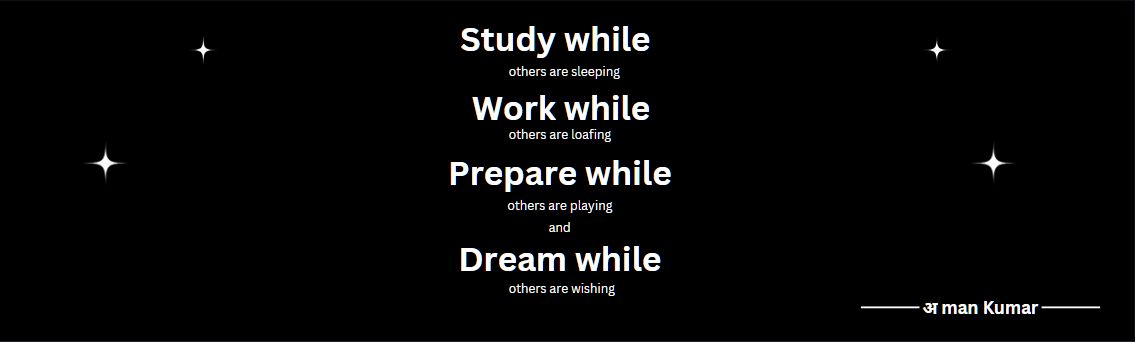 Study while
others are sleeping
Work while
others are loafing
Prepare while
others are playing
and
Dream while
others are wishing
अ man Kumar